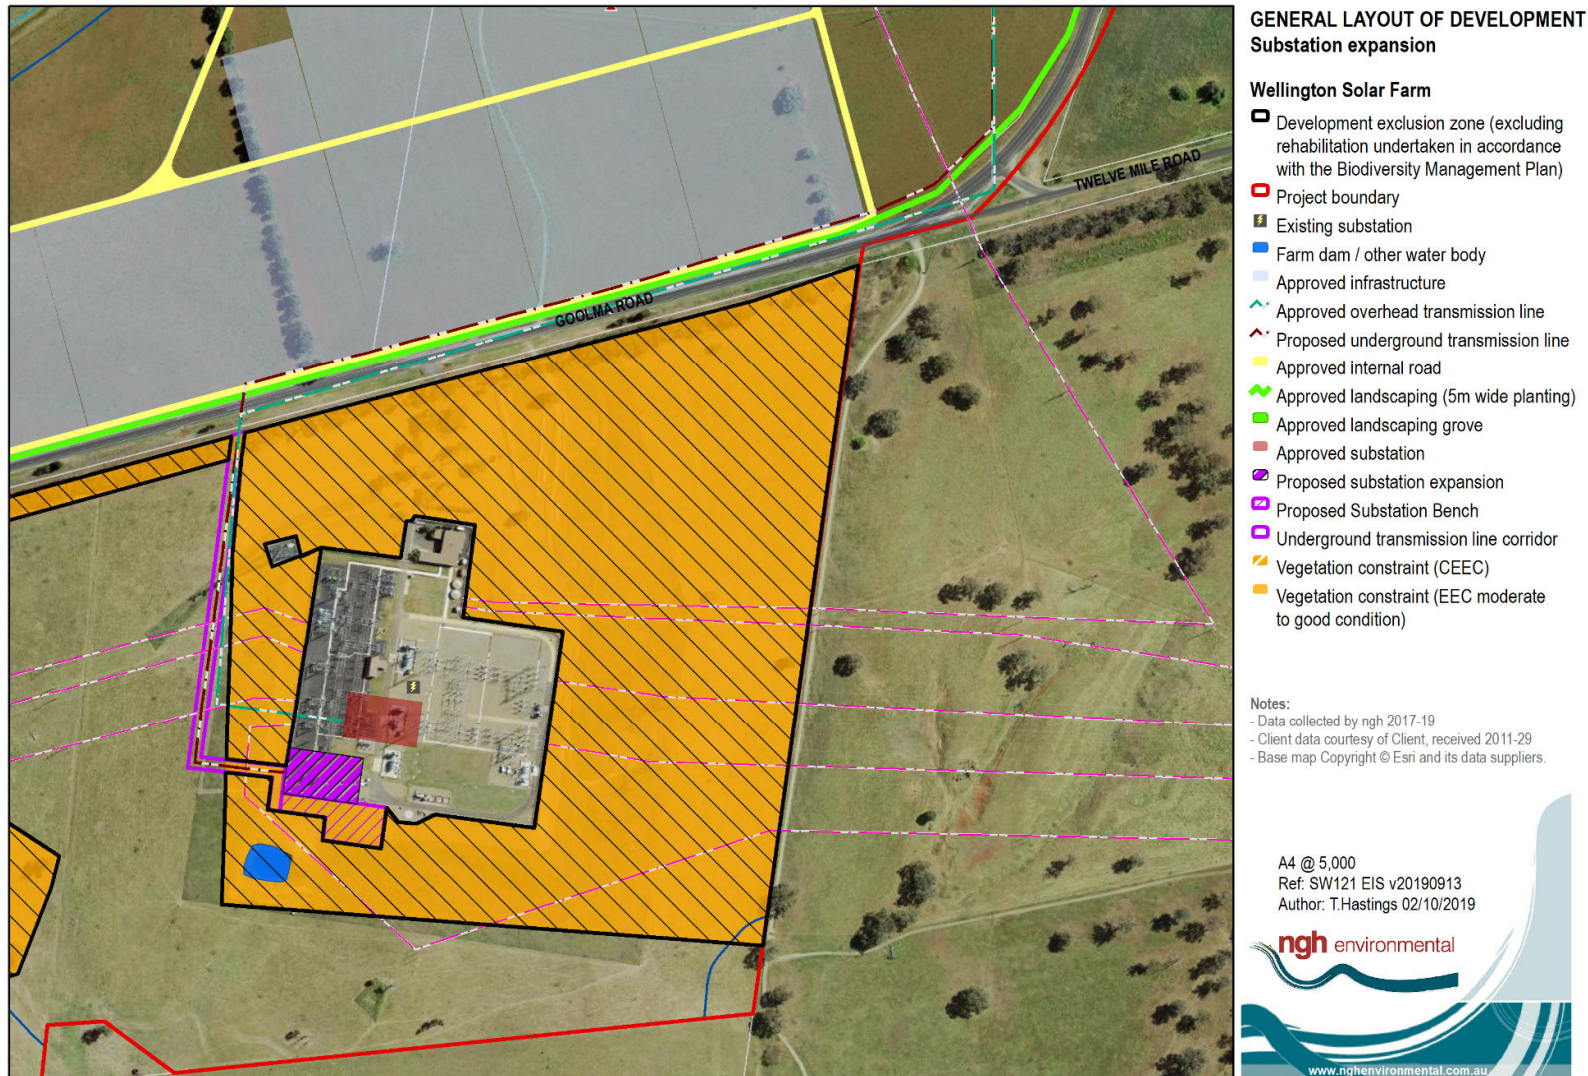 GENERAL LAYOUT OF DEVELOPMENT
Substation expansion
Wellington Solar Farm
Development exclusion zone (excluding
rehabilitation undertaken in accordance
with the Biodiversity Management Plan)
Project boundary
Existing substation
Farm dam / other water body
Approved infrastructure
Approved overhead transmission line
Proposed underground transmission line
Approved internal road
Approved landscaping (5m wide planting)
Approved landscaping grove
Approved substation
Proposed substation expansion
Proposed Substation Bench
Underground transmission line corridor
Vegetation constraint (CEEC)
Vegetation constraint (EEC moderate
to good condition)
Notes:
- Data collected by ngh 2017-19
- Client data courtesy of Client, received 2011-29
- Base map Copyright © Esri and its data suppliers.
A4 @ 5,000
Ref: SW121 EIS v20190913
Author: T.Hastings 02/10/2019
ngh environmental
www.nghenvironmental.com.au
TWELVE MILE ROAD
GOOLMA ROAD